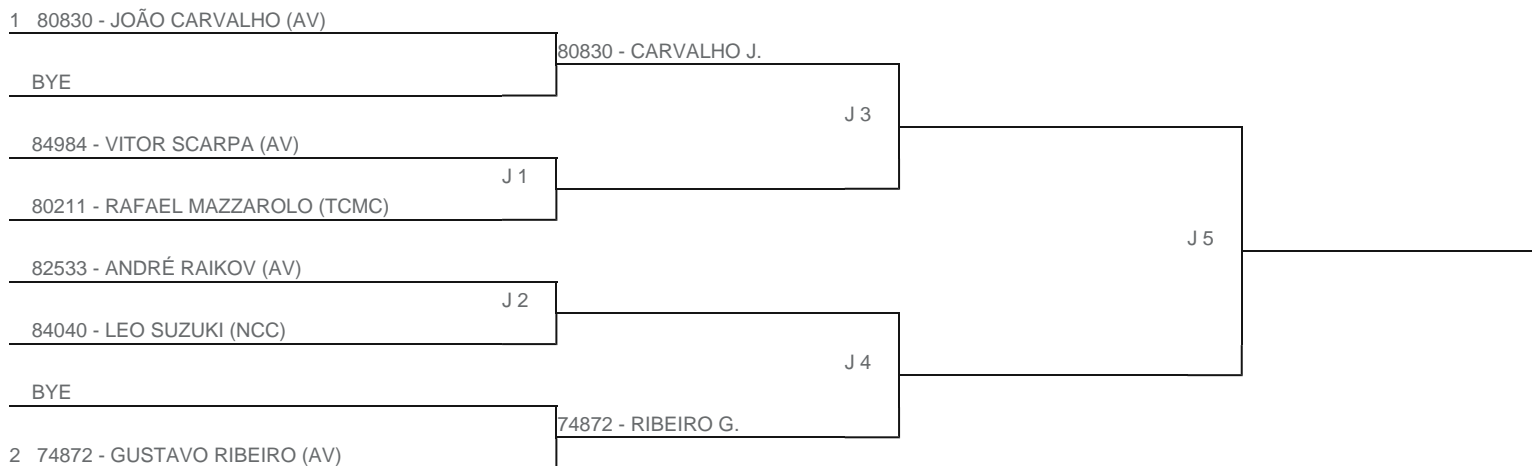 1 80830 - JOÃO CARVALHO (AV)
80830 - CARVALHO J.
BYE
J 3
84984 - VITOR SCARPA (AV)
J 1
80211 - RAFAEL MAZZAROLO (TCMC)
J 5
82533 - ANDRÉ RAIKOV (AV)
J 2
84040 - LEO SUZUKI (NCC)
J 4
BYE
74872 - RIBEIRO G.
2 74872 - GUSTAVO RIBEIRO (AV)